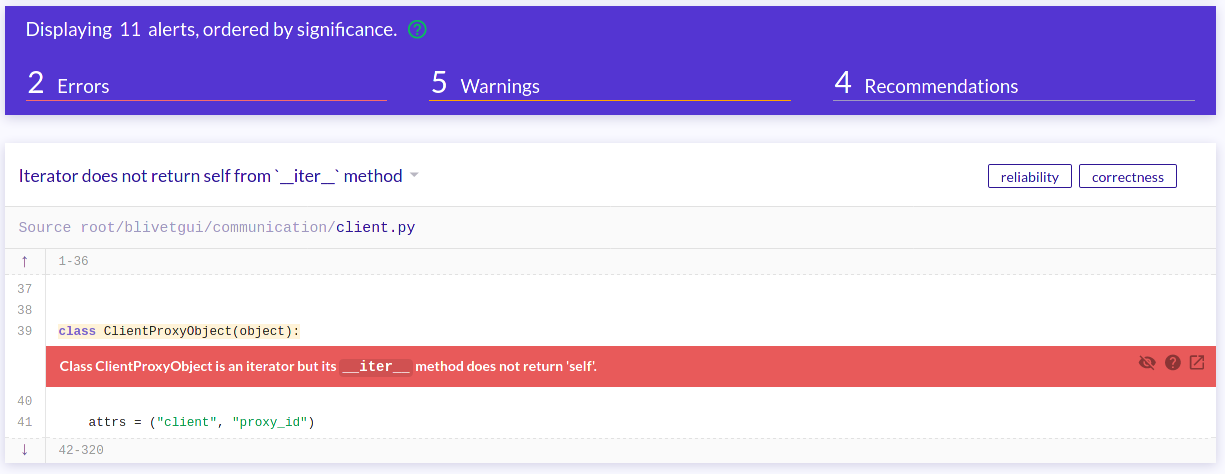 Displaying 11 alerts, ordered by significance.
2 Errors 5 Warnings 4 Recommendations
Iterator does not return self from `__iter__` method reliability correctness
Source root/blivetgui/communication/client.py
↑ 1-36
37
38
39 class ClientProxyObject(object):
Class ClientProxyObject is an iterator but its __iter__ method does not return 'self'.
40
41 attrs = ("client", "proxy_id")
↓ 42-320